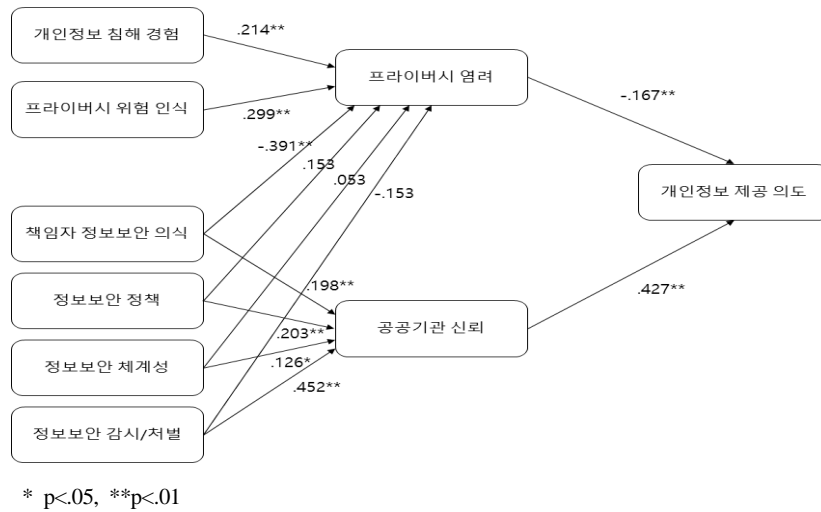 개인정보 침해 경험
.214**
프라이버시 염려
프라이버시 위험 인식
.299**
-.167**
-.391**
.153
.053
-.153
개인정보 제공 의도
책임자 정보보안 의식
.198**
정보보안 정책
.427**
공공기관 신뢰
.203**
정보보안 체계성
.126*
.452**
정보보안 감시/처벌
* p<.05, **p<.01